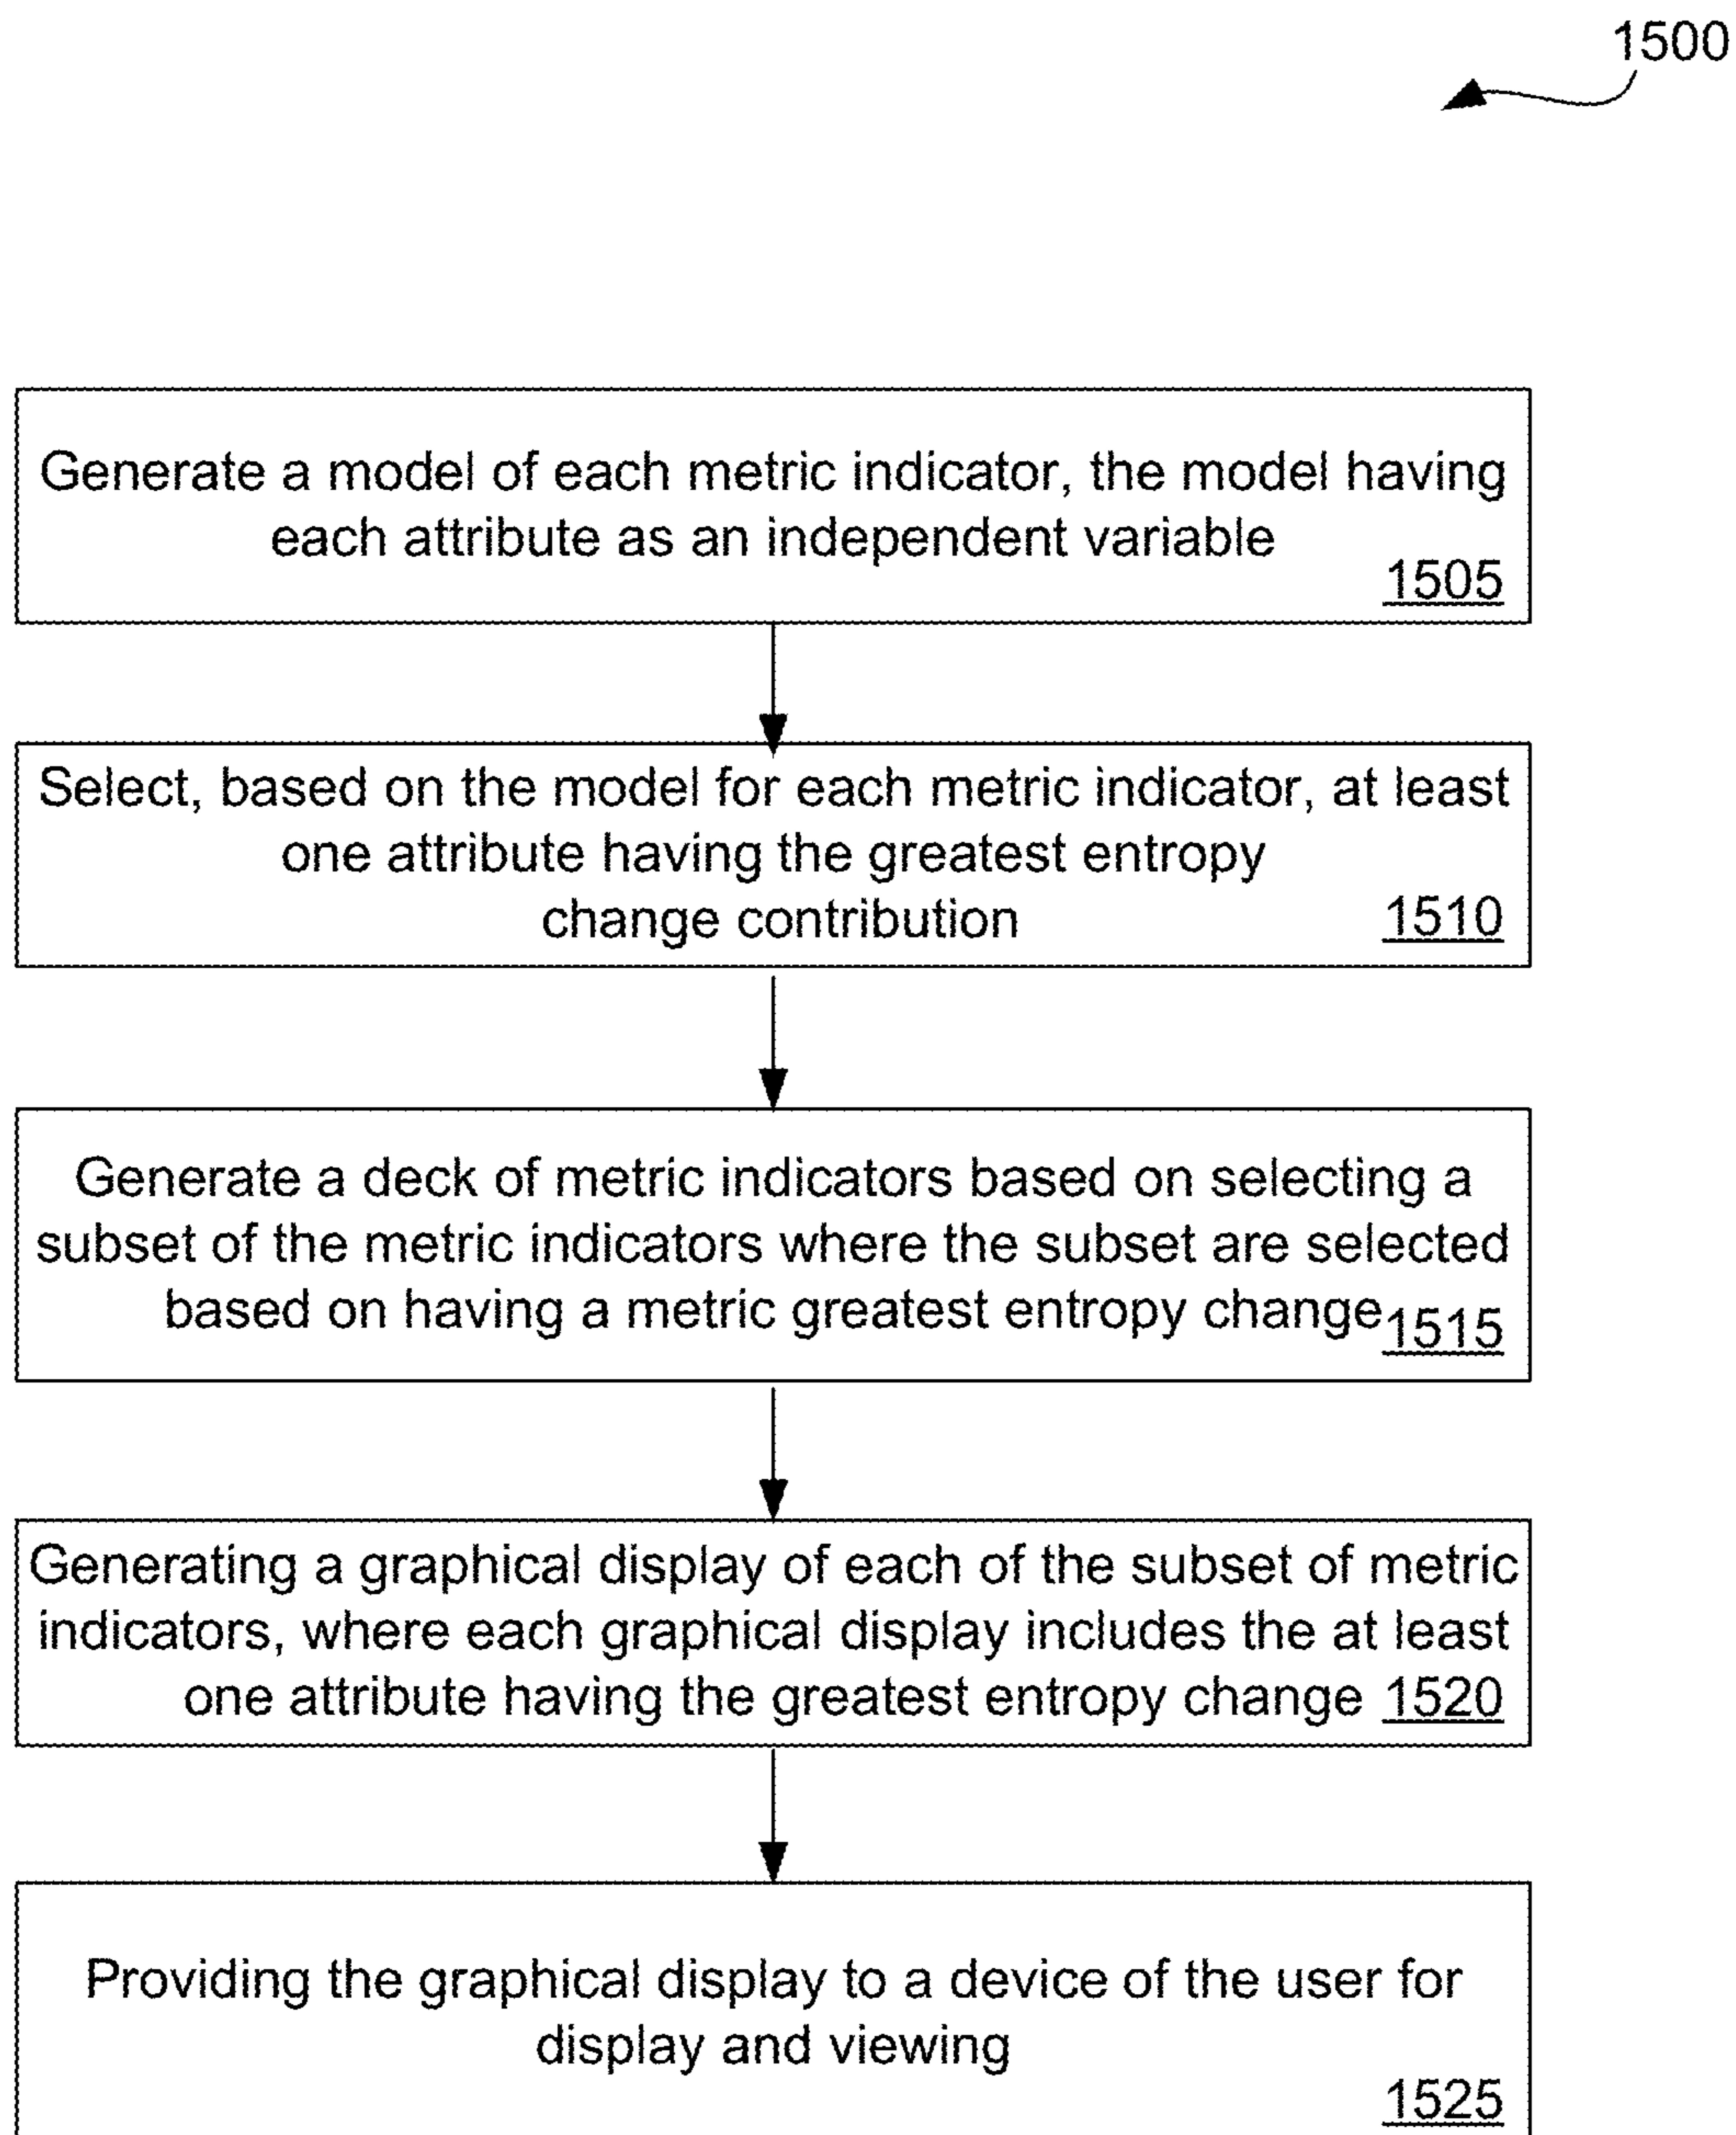 1500
Generate a model of each metric indicator, the model having
each attribute as an independent variable
1505
Select, based on the model for each metric indicator, at least
one attribute having the greatest entropy
change contribution
1510
Generate a deck of metric indicators based on selecting a
subset of the metric indicators where the subset are selected
based on having a metric greatest entropy change
1515
Generating a graphical display of each of the subset of metric
indicators, where each graphical display includes the at least
one attribute having the greatest entropy change 1520
Providing the graphical display to a device of the user for
display and viewing
1525